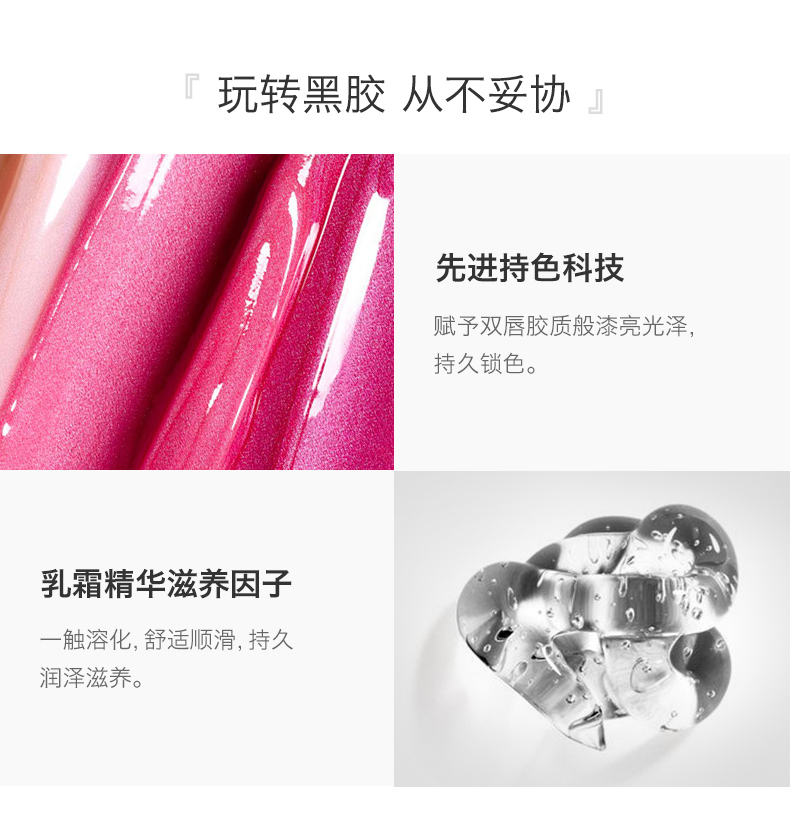 『 玩转黑胶 从不妥协 』
先进持色科技
赋予双唇胶质般漆亮光泽,
持久锁色。
乳霜精华滋养因子
一触溶化, 舒适顺滑, 持久
润泽滋养。